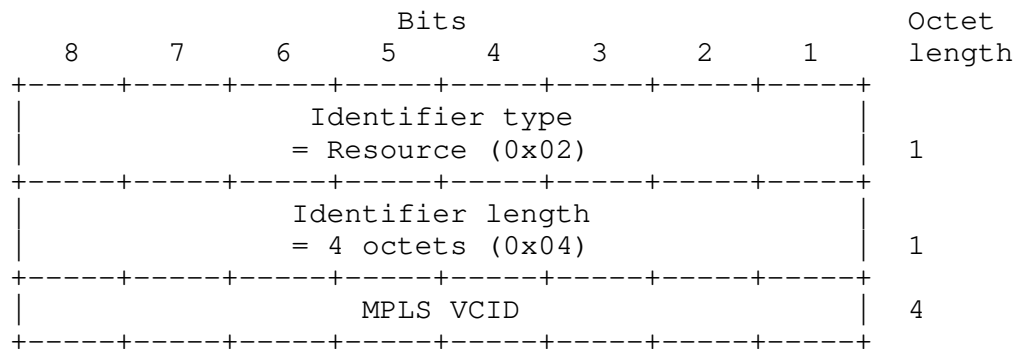 Bits Octet
8 7 6 5 4 3 2 1 length
+-----+-----+-----+-----+-----+-----+-----+-----+
| Identifier type |
| = Resource (0x02) | 1
+-----+-----+-----+-----+-----+-----+-----+-----+
| Identifier length |
| = 4 octets (0x04) | 1
+-----+-----+-----+-----+-----+-----+-----+-----+
| MPLS VCID | 4
+-----+-----+-----+-----+-----+-----+-----+-----+